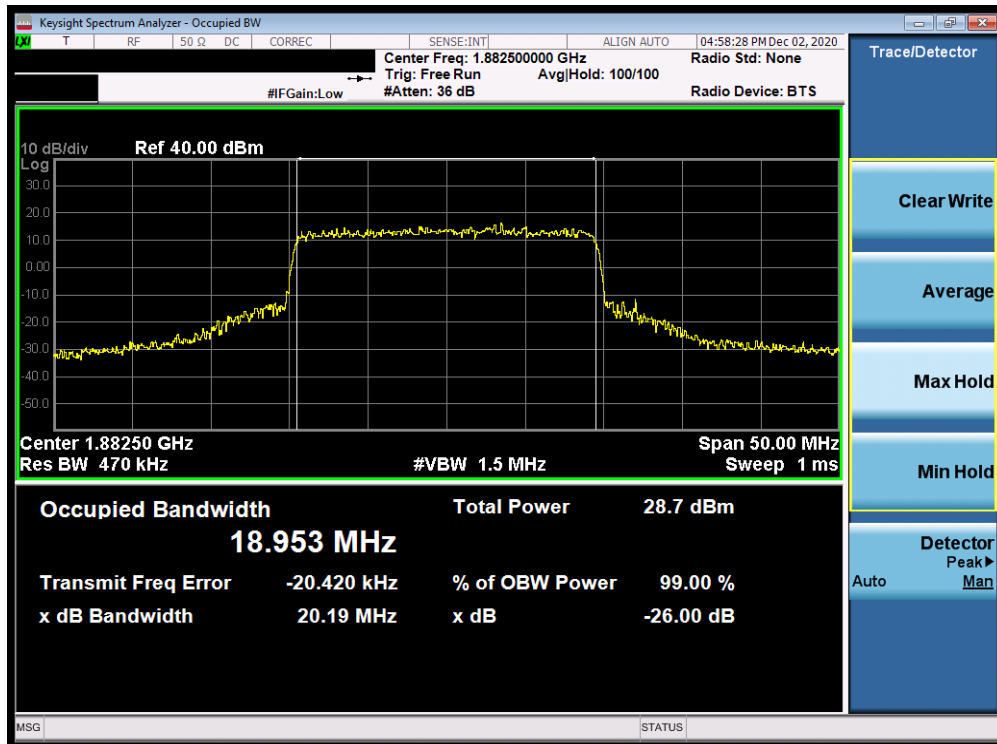 Keysight Spectrum Analyzer - Occupied BW
LXI T RF 50 Ω DC CORREC SENSE:INT ALIGN AUTO 04:58:28 PM Dec 02, 2020
Center Freq: 1.882500000 GHz Radio Std: None
Trig: Free Run Avg|Hold: 100/100
#IFGain:Low #Atten: 36 dB Radio Device: BTS
Trace/Detector
10 dB/div Ref 40.00 dBm
Log
30.0
20.0
10.0
0.00
-10.0
-20.0
-30.0
-40.0
-50.0
Center 1.88250 GHz Span 50.00 MHz
Res BW 470 kHz #VBW 1.5 MHz Sweep 1 ms
Occupied Bandwidth Total Power 28.7 dBm
18.953 MHz
Transmit Freq Error -20.420 kHz % of OBW Power 99.00 %
x dB Bandwidth 20.19 MHz x dB -26.00 dB
Clear Write
Average
Max Hold
Min Hold
Detector
Peak▶
Auto Man
MSG STATUS